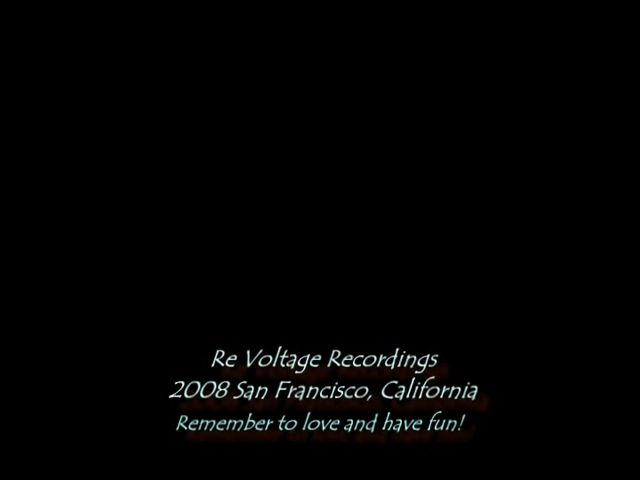 Re Voltage Recordings
2008 San Francisco, California
Remember to love and have fun!